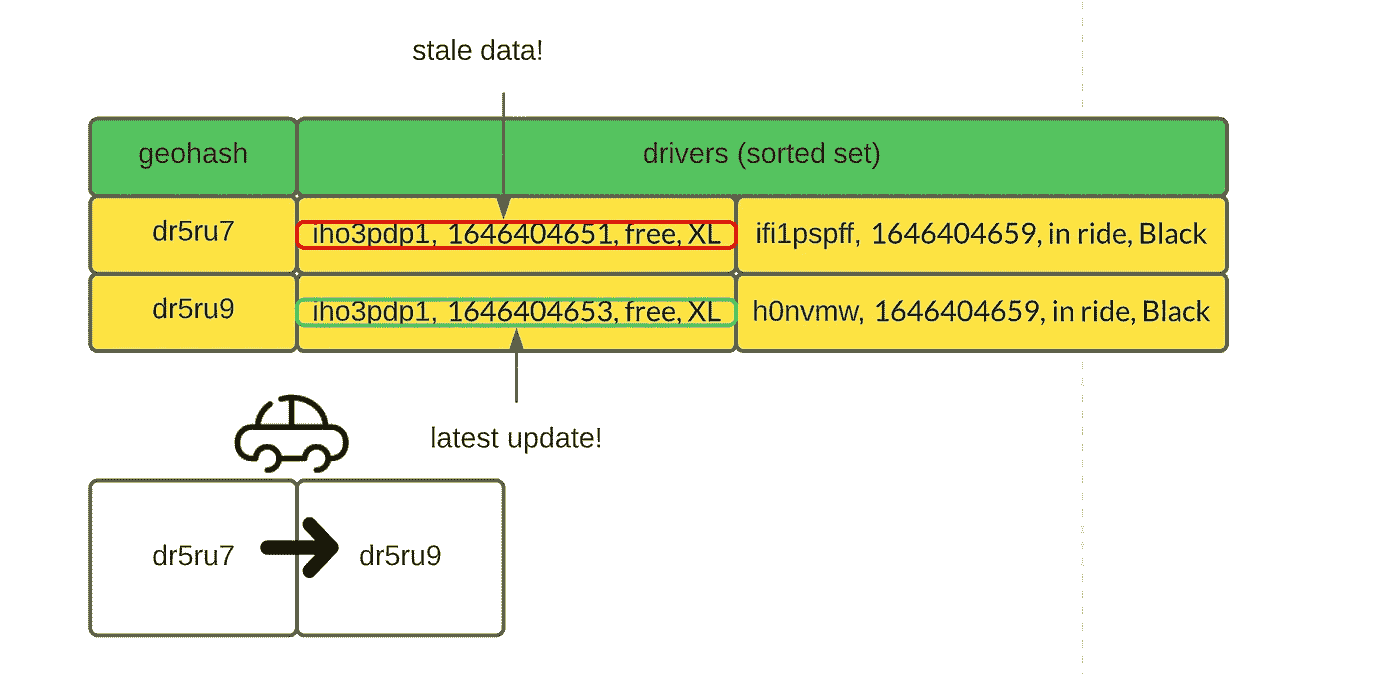 stale data!
geohash drivers (sorted set)
dr5ru7 iho3pdp1, 1646404651, free, XL ifi1pspff, 1646404659, in ride, Black
dr5ru9 iho3pdp1, 1646404653, free, XL h0nvmw, 1646404659, in ride, Black
latest update!
dr5ru7 dr5ru9